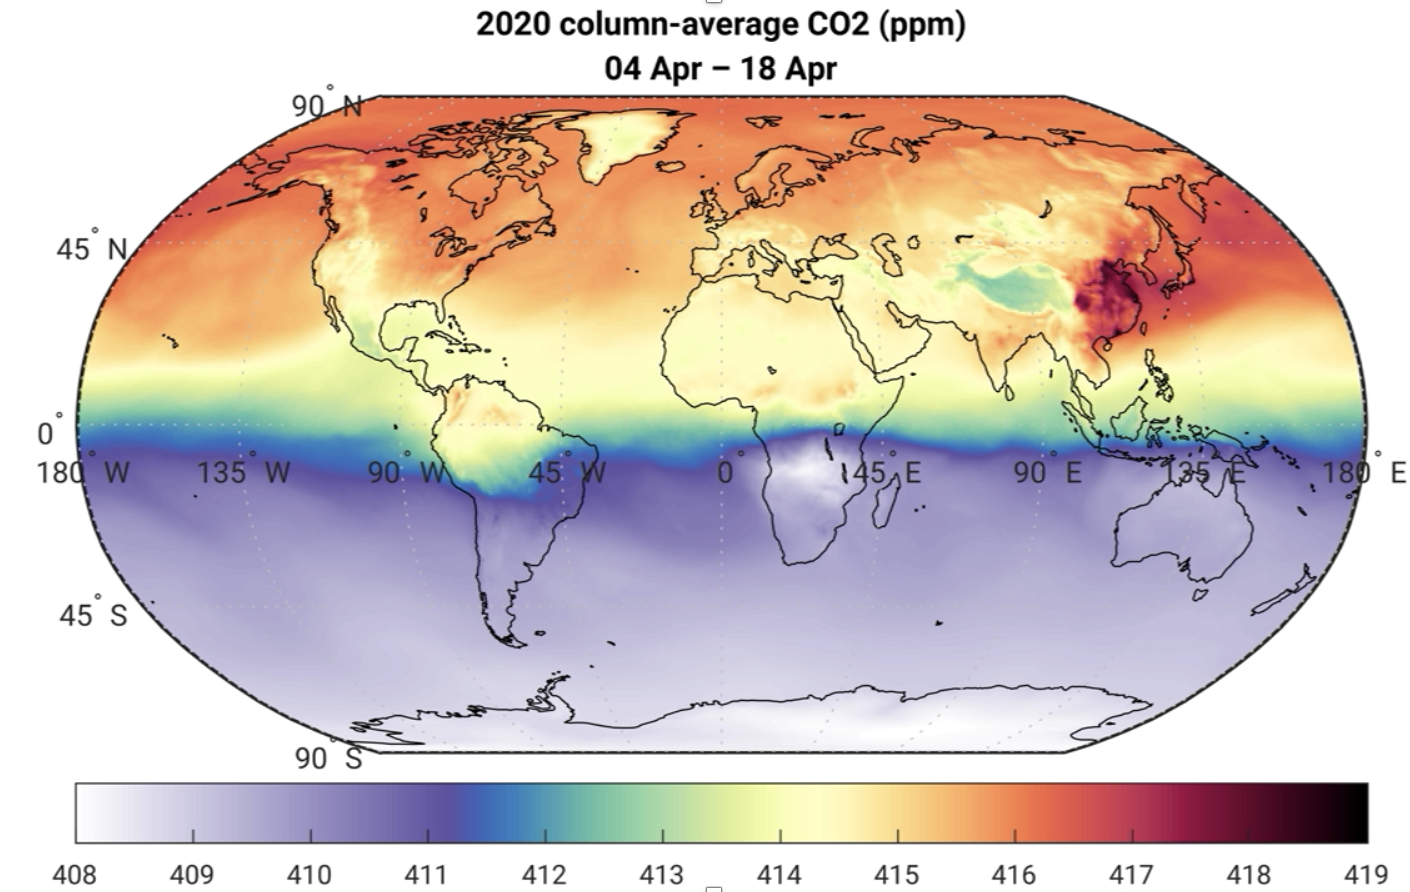 2020 column-average CO2 (ppm)
04 Apr – 18 Apr
90° N
45° N
0°
180° W 135° W 90° W 45° W 0° 45° E 90° E 135° E 180° E
45° S
90° S
408 409 410 411 412 413 414 415 416 417 418 419